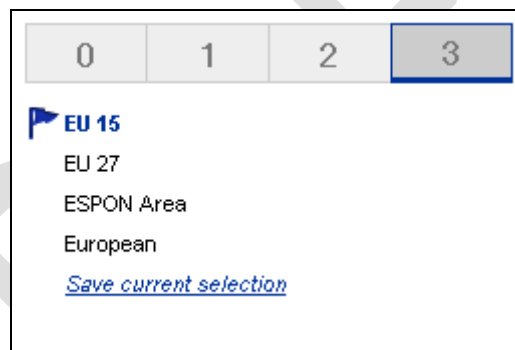 0 1 2 3
EU 15
EU 27
ESPON Area
European
Save current selection